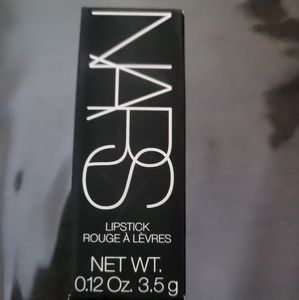 NARS
LIPSTICK
ROUGE À LÈVRES
NET WT.
0.12 Oz. 3.5 g